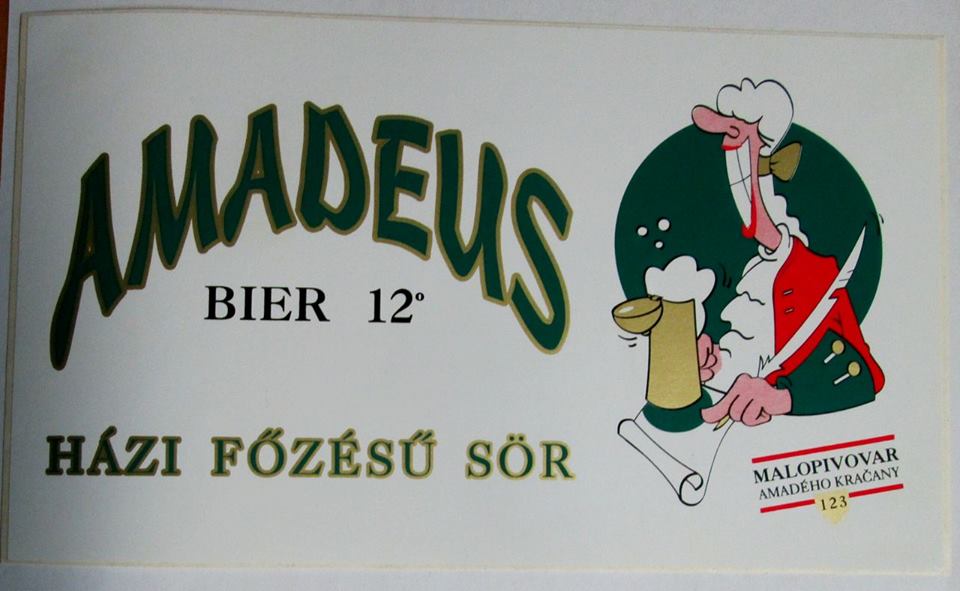 AMADEUS
BIER 12°
HÁZI FŐZÉSŰ SÖR
MALOPIVOVAR
AMADÉHO KRAČANY
123